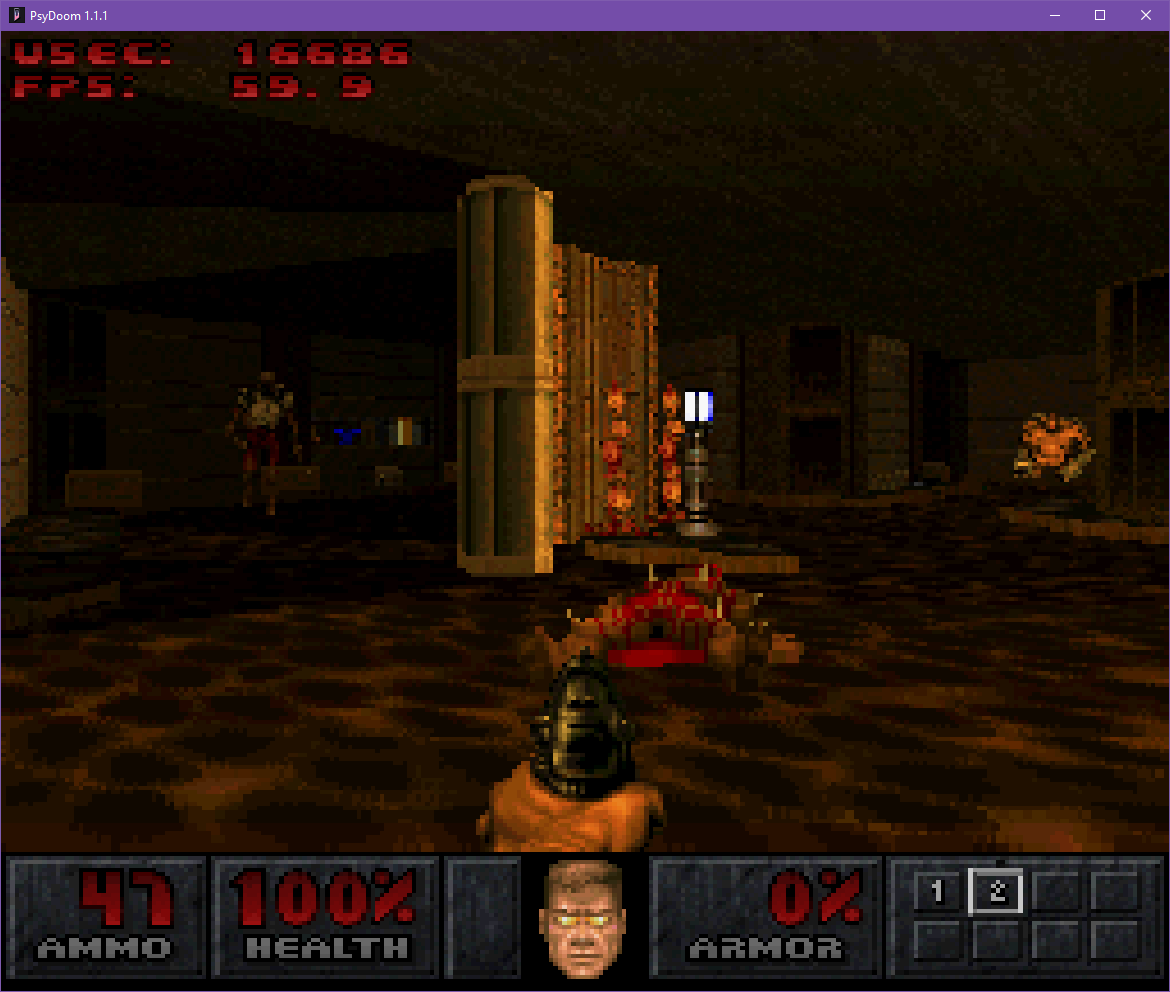 PsyDoom 1.1.1
USEC: 16686
FPS: 59.9
47 100% 0% 1 2
AMMO HEALTH ARMOR